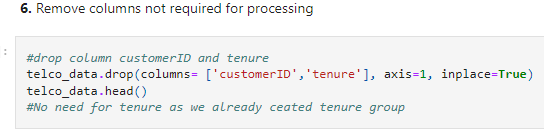 6. Remove columns not required for processing
:
#drop column customerID and tenure
telco_data.drop(columns= ['customerID','tenure'], axis=1, inplace=True)
telco_data.head()
#No need for tenure as we already ceated tenure group